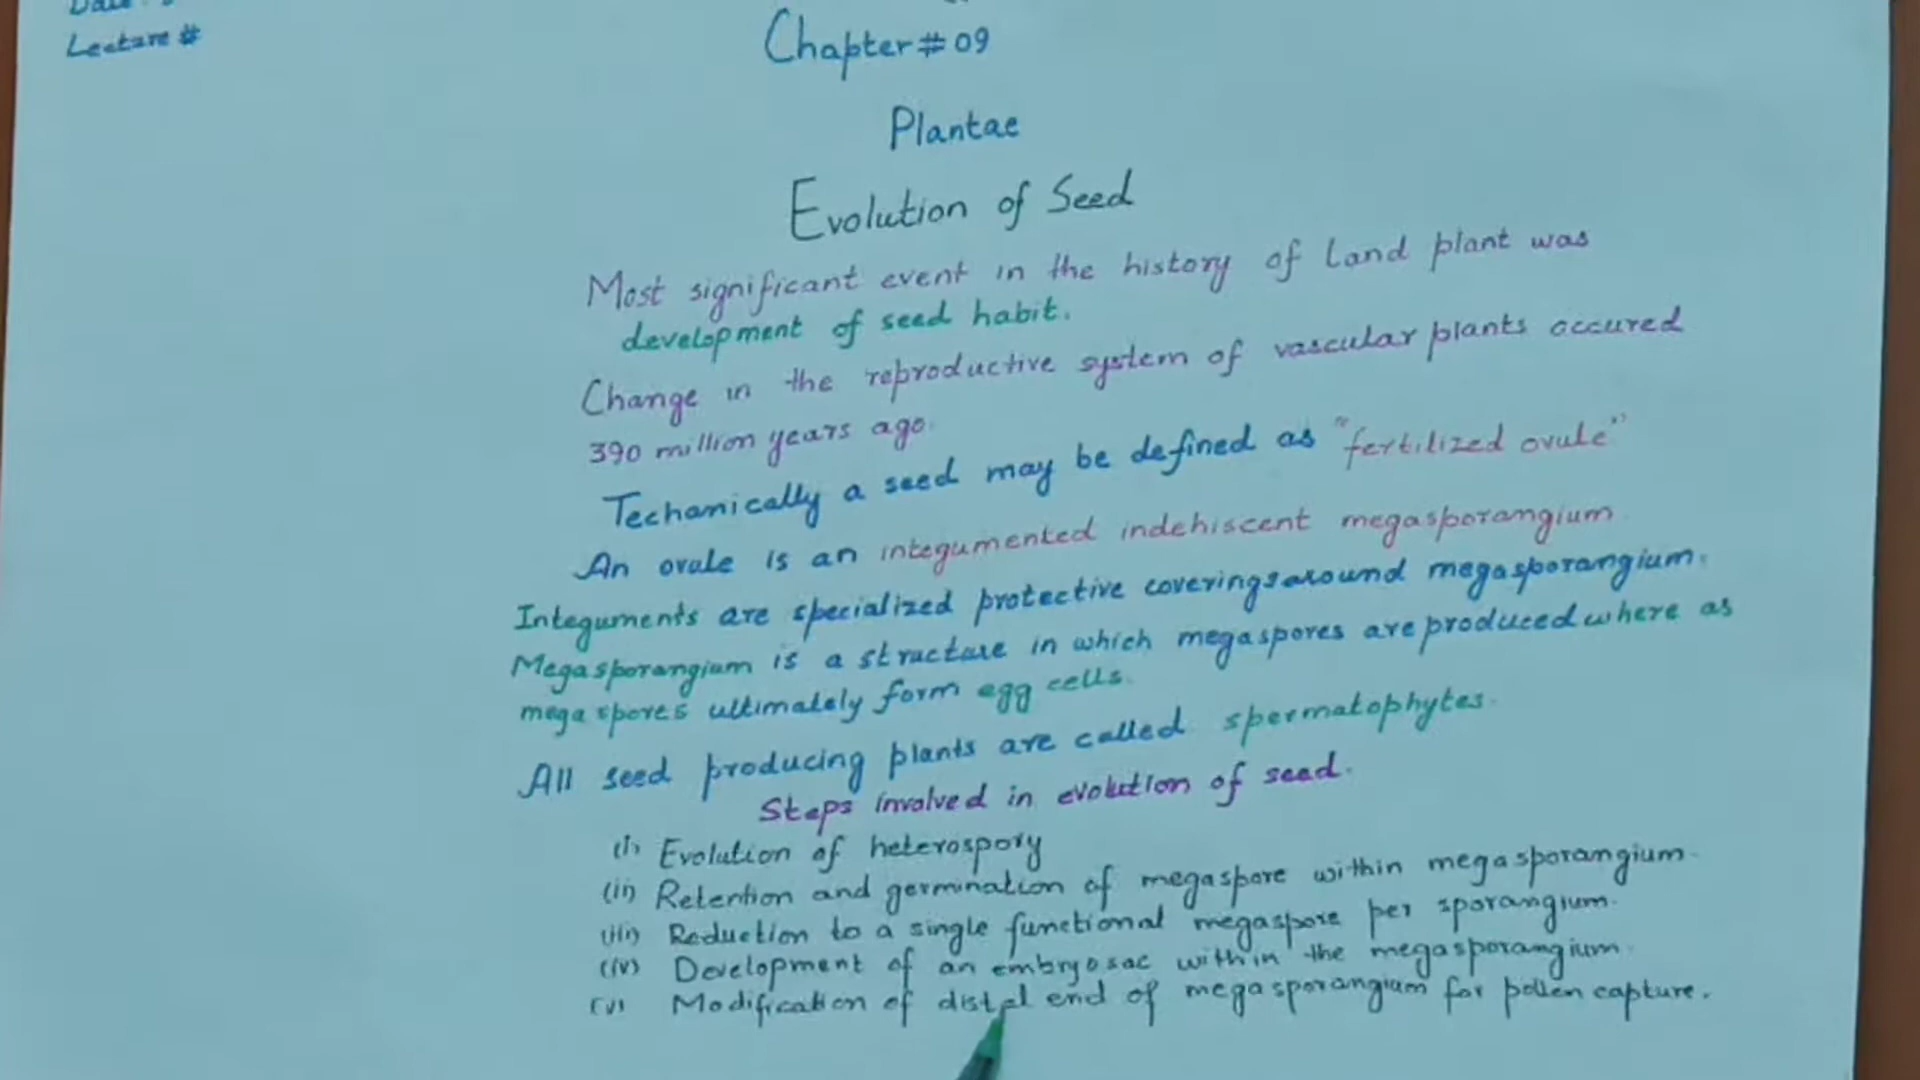 Lecture #
Chapter # 09
Plantae
Evolution of Seed
Most significant event in the history of Land plant was
development of seed habit.
Change in the reproductive system of vascular plants occured
390 million years ago.
Techanically a seed may be defined as "fertilized ovule"
An ovule is an integumented indehiscent megasporangium
Integuments are specialized protective coverings around megasporangium.
Megasporangium is a structure in which megaspores are produced where as
mega spores ultimately form egg cells.
All seed producing plants are called spermatophytes.
Steps involved in evolution of seed.
(i) Evolution of heterospory
(ii) Retention and germination of megaspore within megasporangium.
(iii) Reduction to a single functional megaspore per sporangium.
(iv) Development of an embryosac within the megasporangium.
(v) Modification of distal end of megasporangium for pollen capture.